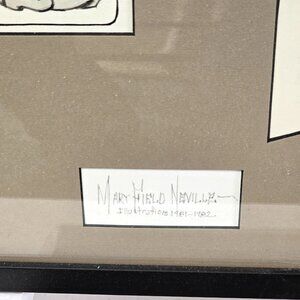 MARY FIELD NEVILLE
Illustrations 1981-1982